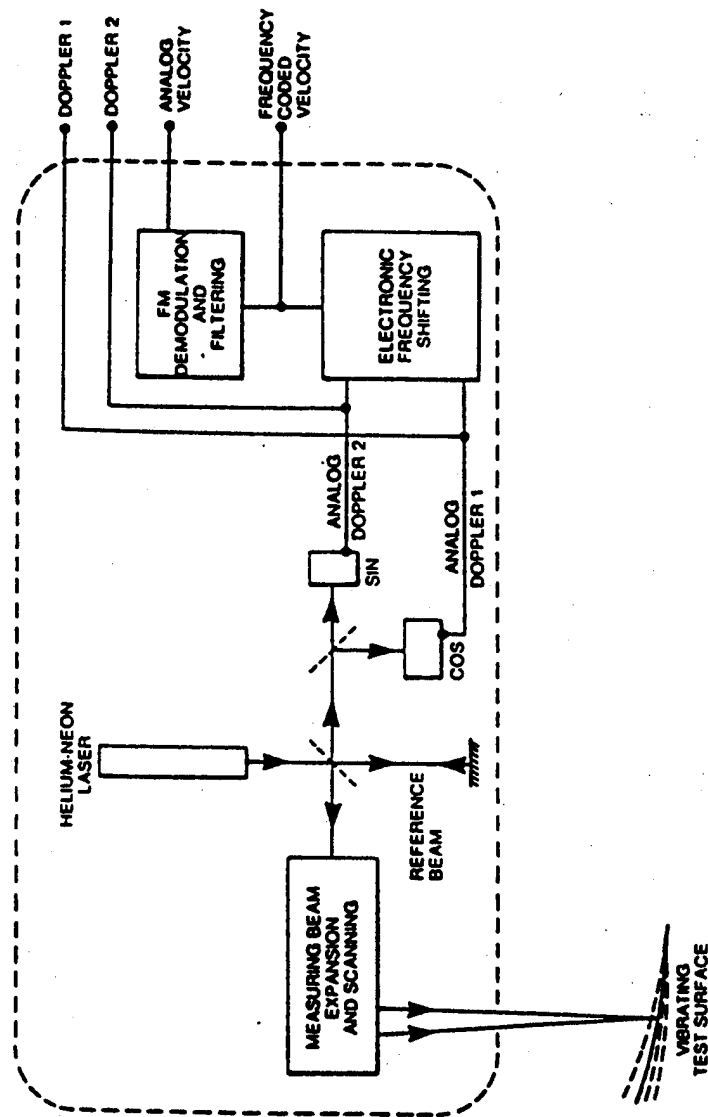 DOPPLER 1
DOPPLER 2
ANALOG
VELOCITY
FREQUENCY
CODED
VELOCITY
FM
DEMODULATION
AND
FILTERING
ELECTRONIC
FREQUENCY
SHIFTING
ANALOG
DOPPLER 2
ANALOG
DOPPLER 1
SIN
COS
HELIUM-NEON
LASER
REFERENCE
BEAM
MEASURING BEAM
EXPANSION
AND SCANNING
VIBRATING
TEST SURFACE